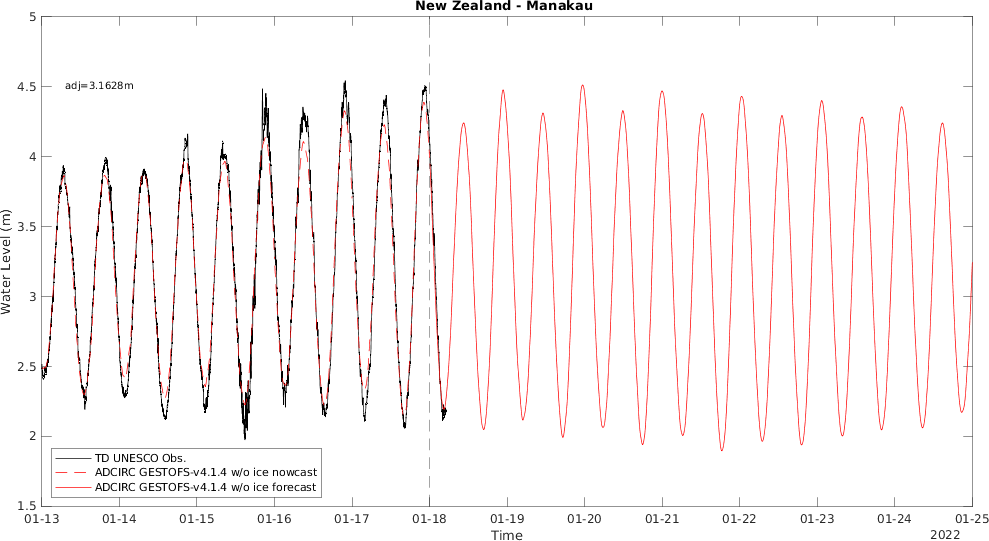 New Zealand - Manakau
5
4.5
4
3.5
3
2.5
2
1.5
Water Level (m)
adj=3.1628m
TD UNESCO Obs.
ADCIRC GESTOFS-v4.1.4 w/o ice nowcast
ADCIRC GESTOFS-v4.1.4 w/o ice forecast
01-13 01-14 01-15 01-16 01-17 01-18 01-19 01-20 01-21 01-22 01-23 01-24 01-25
Time
2022